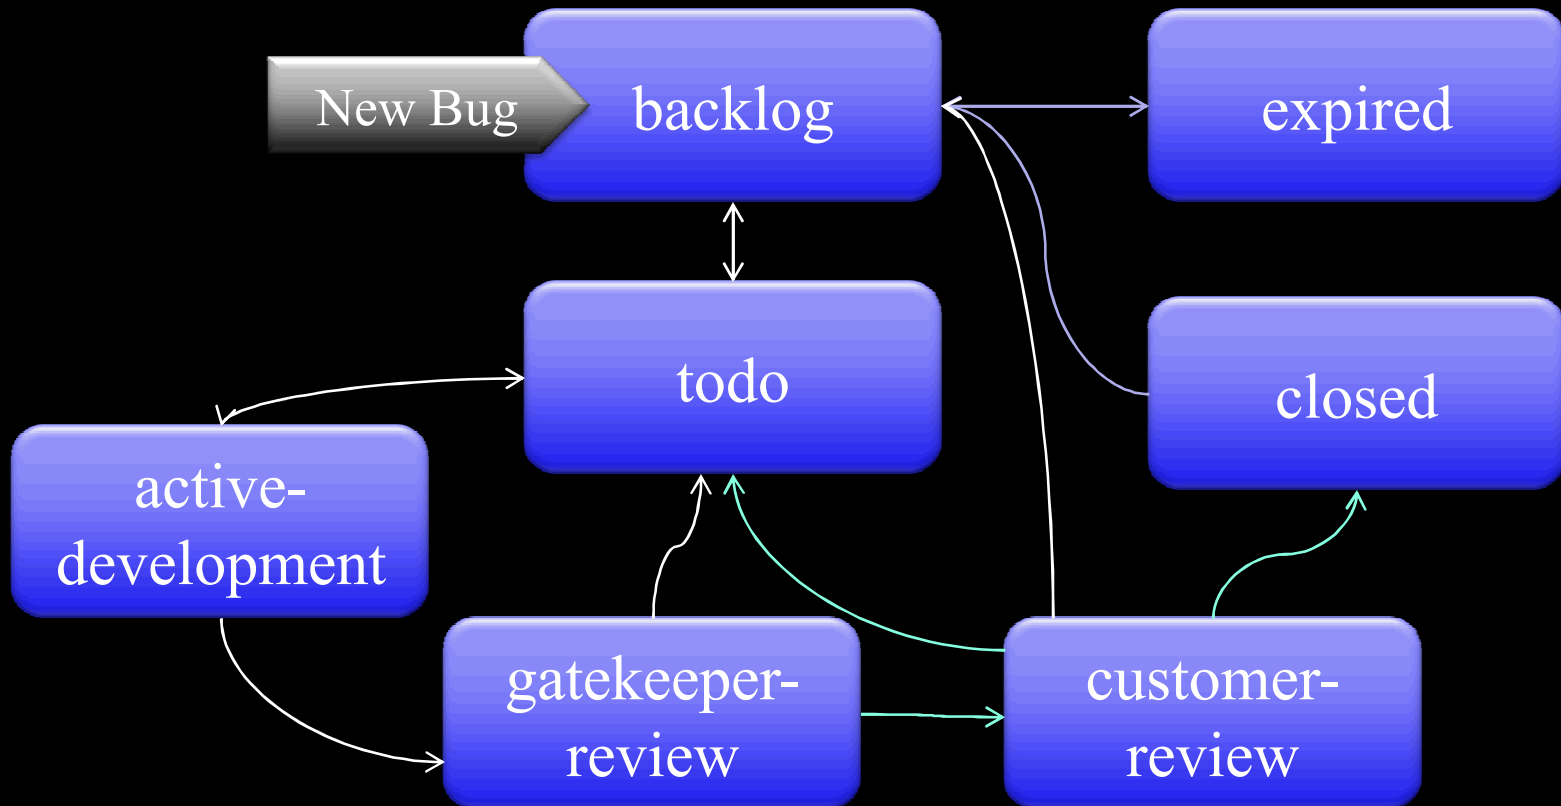 New Bug
backlog
expired
todo
closed
active-
development
gatekeeper-
review
customer-
review